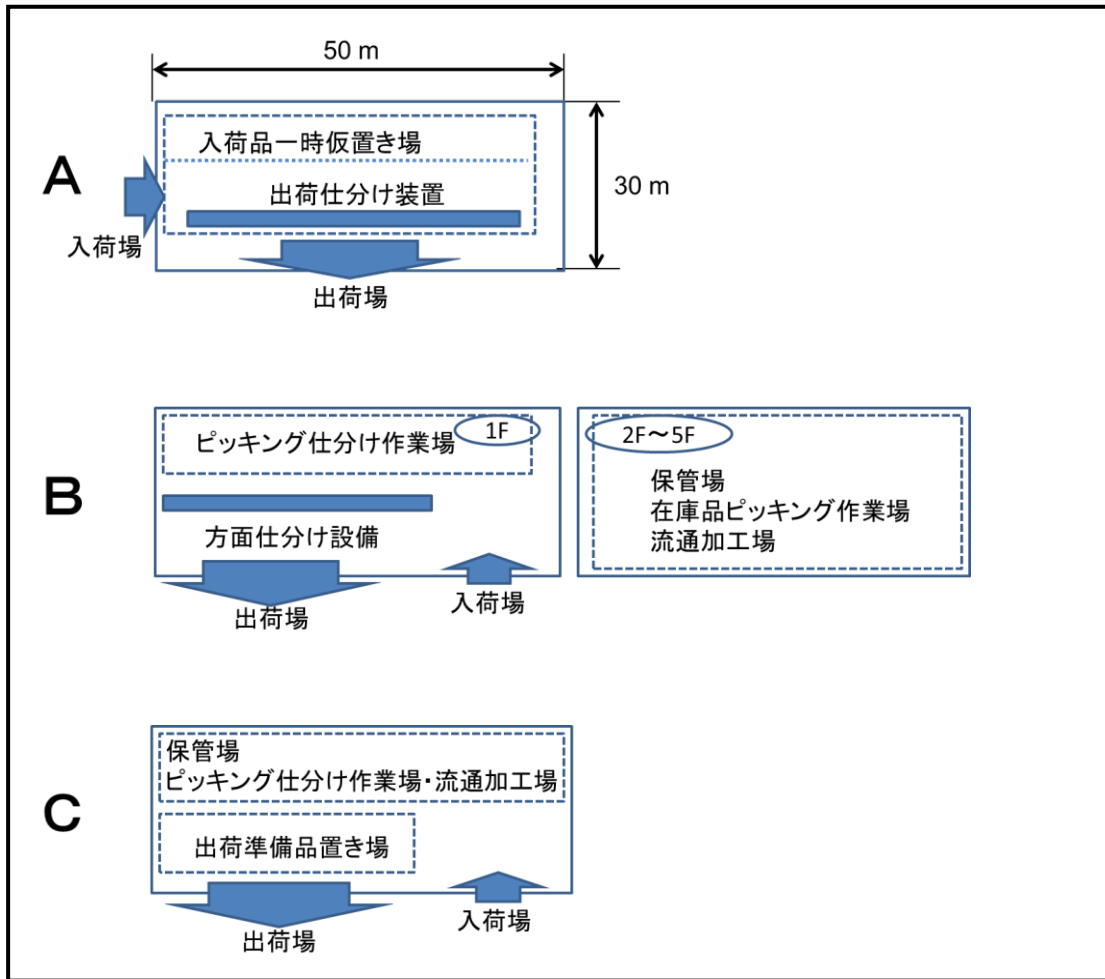 50 m
A
入荷品一時仮置き場
出荷仕分け装置
30 m
入荷場
出荷場
B
ピッキング仕分け作業場
1F
方面仕分け設備
出荷場
入荷場
2F～5F
保管場
在庫品ピッキング作業場
流通加工場
C
保管場
ピッキング仕分け作業場・流通加工場
出荷準備品置き場
出荷場
入荷場